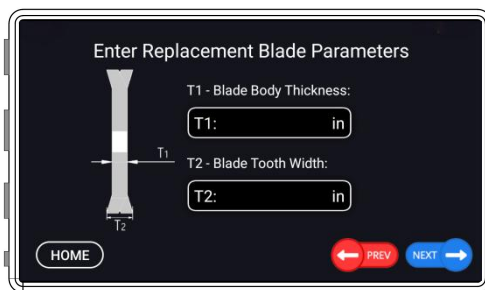 Enter Replacement Blade Parameters
T1 - Blade Body Thickness:
T1: in
T1
T2 - Blade Tooth Width:
T2: in
T2
HOME
PREV
NEXT